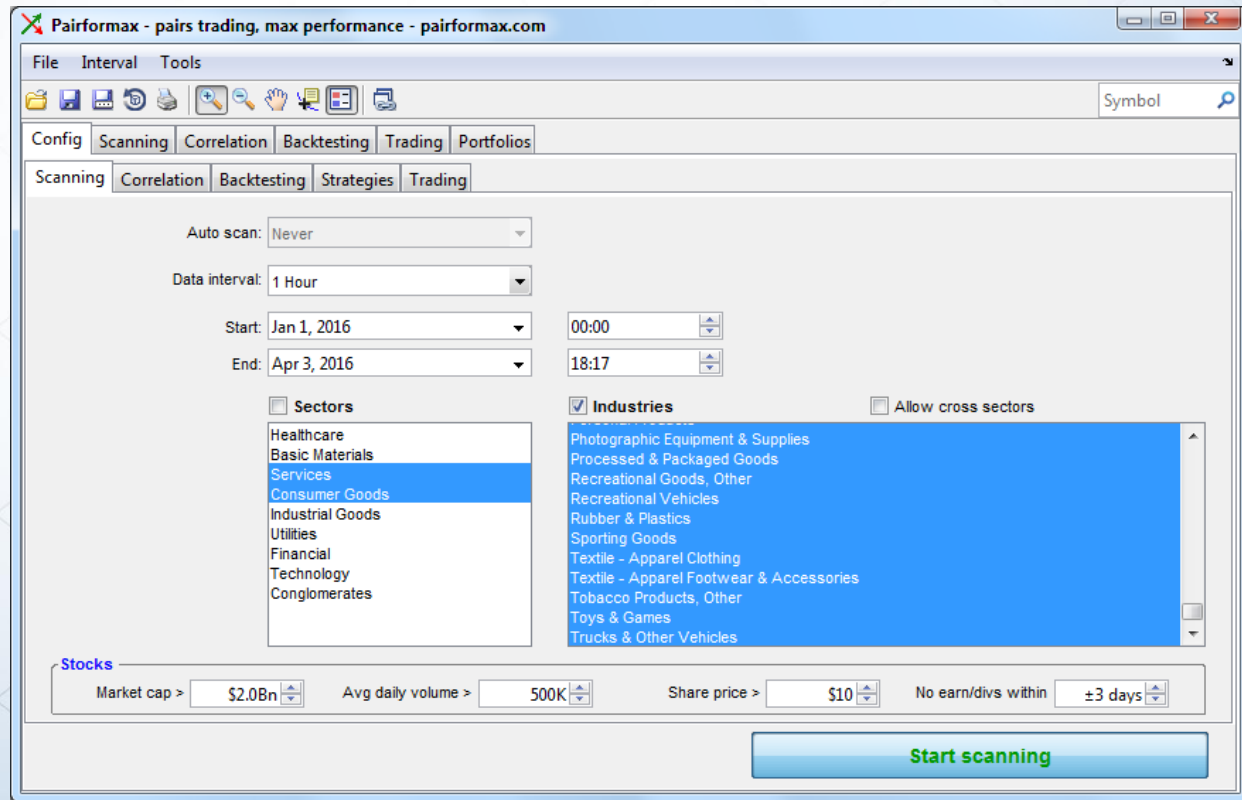 Pairformax - pairs trading, max performance - pairformax.com
File Interval Tools
Symbol
Config Scanning Correlation Backtesting Trading Portfolios
Scanning Correlation Backtesting Strategies Trading
Auto scan: Never
Data interval: 1 Hour
Start: Jan 1, 2016 00:00
End: Apr 3, 2016 18:17
Sectors Industries Allow cross sectors
Healthcare
Basic Materials
Services
Consumer Goods
Industrial Goods
Utilities
Financial
Technology
Conglomerates
Photographic Equipment & Supplies
Processed & Packaged Goods
Recreational Goods, Other
Recreational Vehicles
Rubber & Plastics
Sporting Goods
Textile - Apparel Clothing
Textile - Apparel Footwear & Accessories
Tobacco Products, Other
Toys & Games
Trucks & Other Vehicles
Stocks
Market cap > $2.0Bn Avg daily volume > 500K Share price > $10 No earn/divs within ±3 days
Start scanning